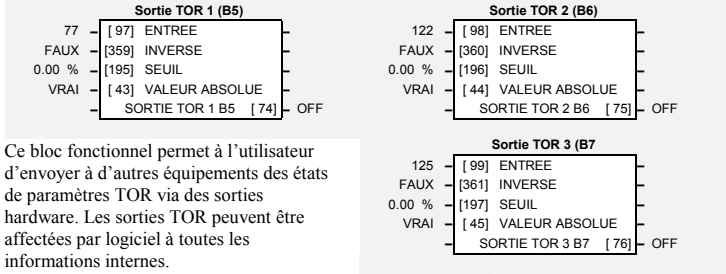 Sortie TOR 1 (B5)
77 [ 97] ENTREE
FAUX [359] INVERSE
0.00 % [195] SEUIL
VRAI [ 43] VALEUR ABSOLUE
SORTIE TOR 1 B5 [ 74] OFF
Sortie TOR 2 (B6)
122 [ 98] ENTREE
FAUX [360] INVERSE
0.00 % [196] SEUIL
VRAI [ 44] VALEUR ABSOLUE
SORTIE TOR 2 B6 [ 75] OFF
Ce bloc fonctionnel permet à l’utilisateur
d’envoyer à d’autres équipements des états
de paramètres TOR via des sorties
hardware. Les sorties TOR peuvent être
affectées par logiciel à toutes les
informations internes.
Sortie TOR 3 (B7
125 [ 99] ENTREE
FAUX [361] INVERSE
0.00 % [197] SEUIL
VRAI [ 45] VALEUR ABSOLUE
SORTIE TOR 3 B7 [ 76] OFF